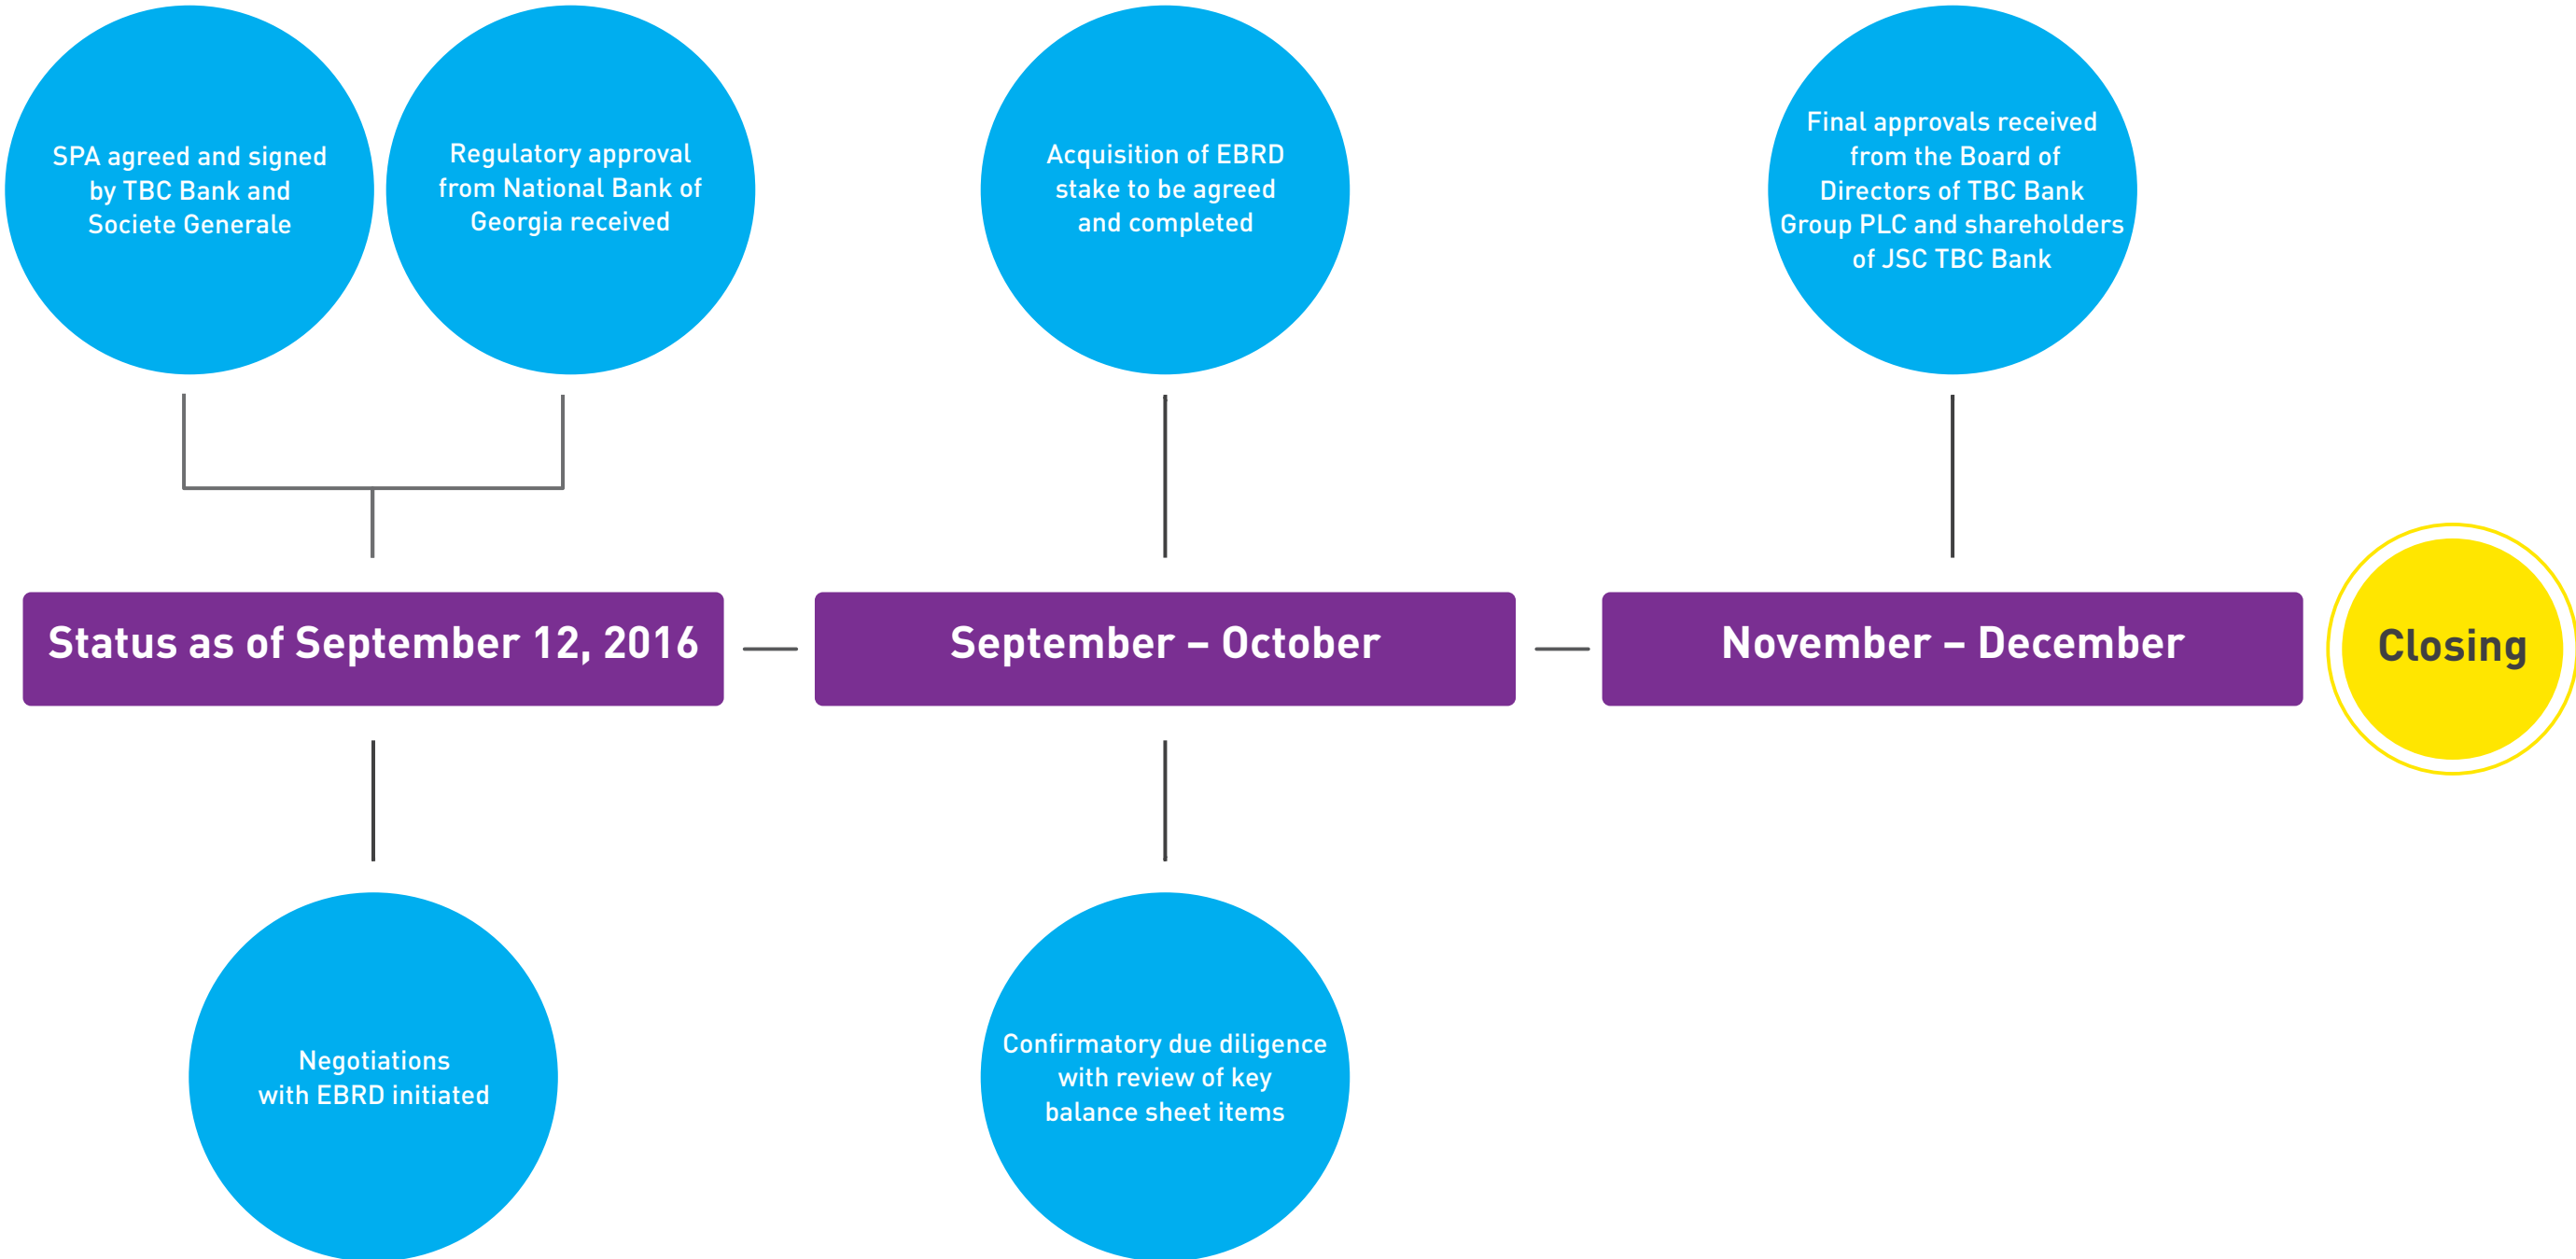 SPA agreed and signed
by TBC Bank and
Societe Generale
Regulatory approval
from National Bank of
Georgia received
Acquisition of EBRD
stake to be agreed
and completed
Final approvals received
from the Board of
Directors of TBC Bank
Group PLC and shareholders
of JSC TBC Bank
Status as of September 12, 2016
September – October
November – December
Closing
Negotiations
with EBRD initiated
Confirmatory due diligence
with review of key
balance sheet items